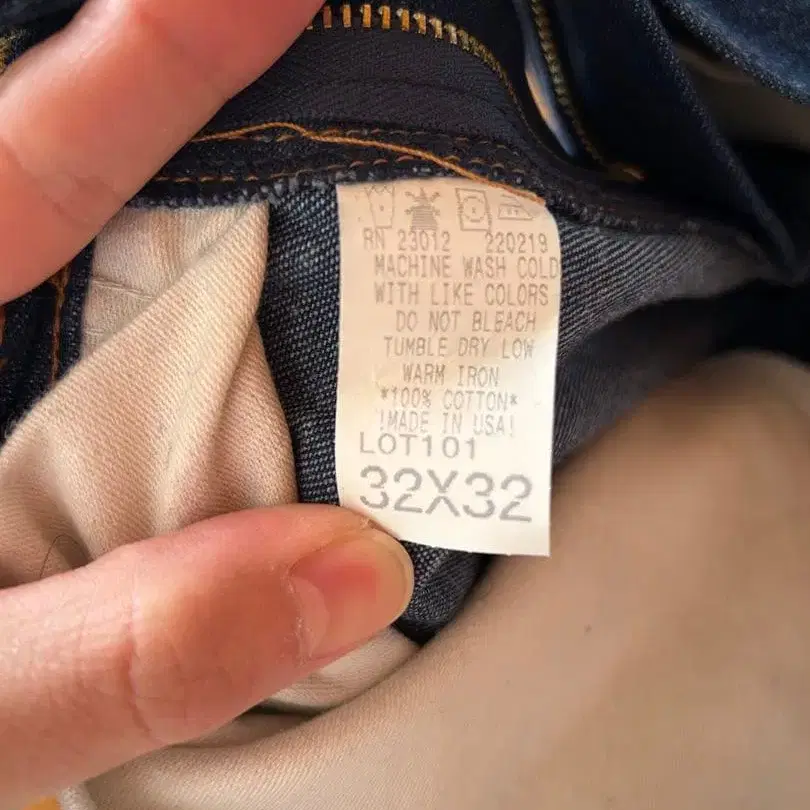 RN 23012 220219
MACHINE WASH COLD
WITH LIKE COLORS
DO NOT BLEACH
TUMBLE DRY LOW
WARM IRON
*100% COTTON*
!MADE IN USA!
LOT101
32X32